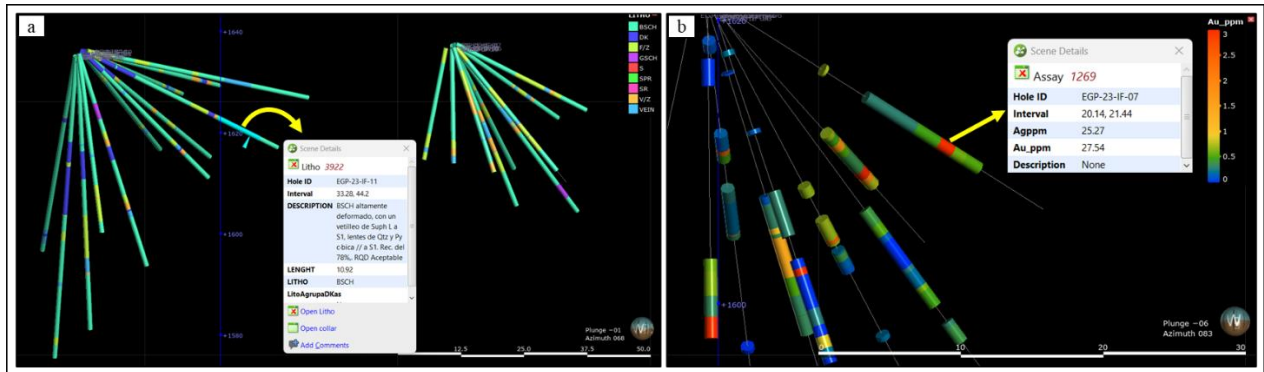 a
LITHO
BSCH
DK
F/Z
GSCH
S
SPR
SR
V/Z
VEIN
+1640
+1620
+1600
+1580
Scene Details
Litho 3922
Hole ID EGP-23-IF-11
Interval 33.28, 44.2
DESCRIPTION BSCH altamente
deformado, con un
vetilleo de Suph L a
S1, lentes de Qtz y Py
cbica // a S1. Rec. del
78%, RQD Aceptable
LENGHT 10.92
LITHO BSCH
LitoAgrupaDKas
Open Litho
Open collar
Add Comments
Plunge −01
Azimuth 068
12.5 25.0 37.5 50.0
b
+1620
+1600
Au_ppm
3
2
1
0.5
0
Scene Details
Assay 1269
Hole ID EGP-23-IF-07
Interval 20.14, 21.44
Agppm 25.27
Au_ppm 27.54
Description None
Plunge −06
Azimuth 083
0 10 20 30